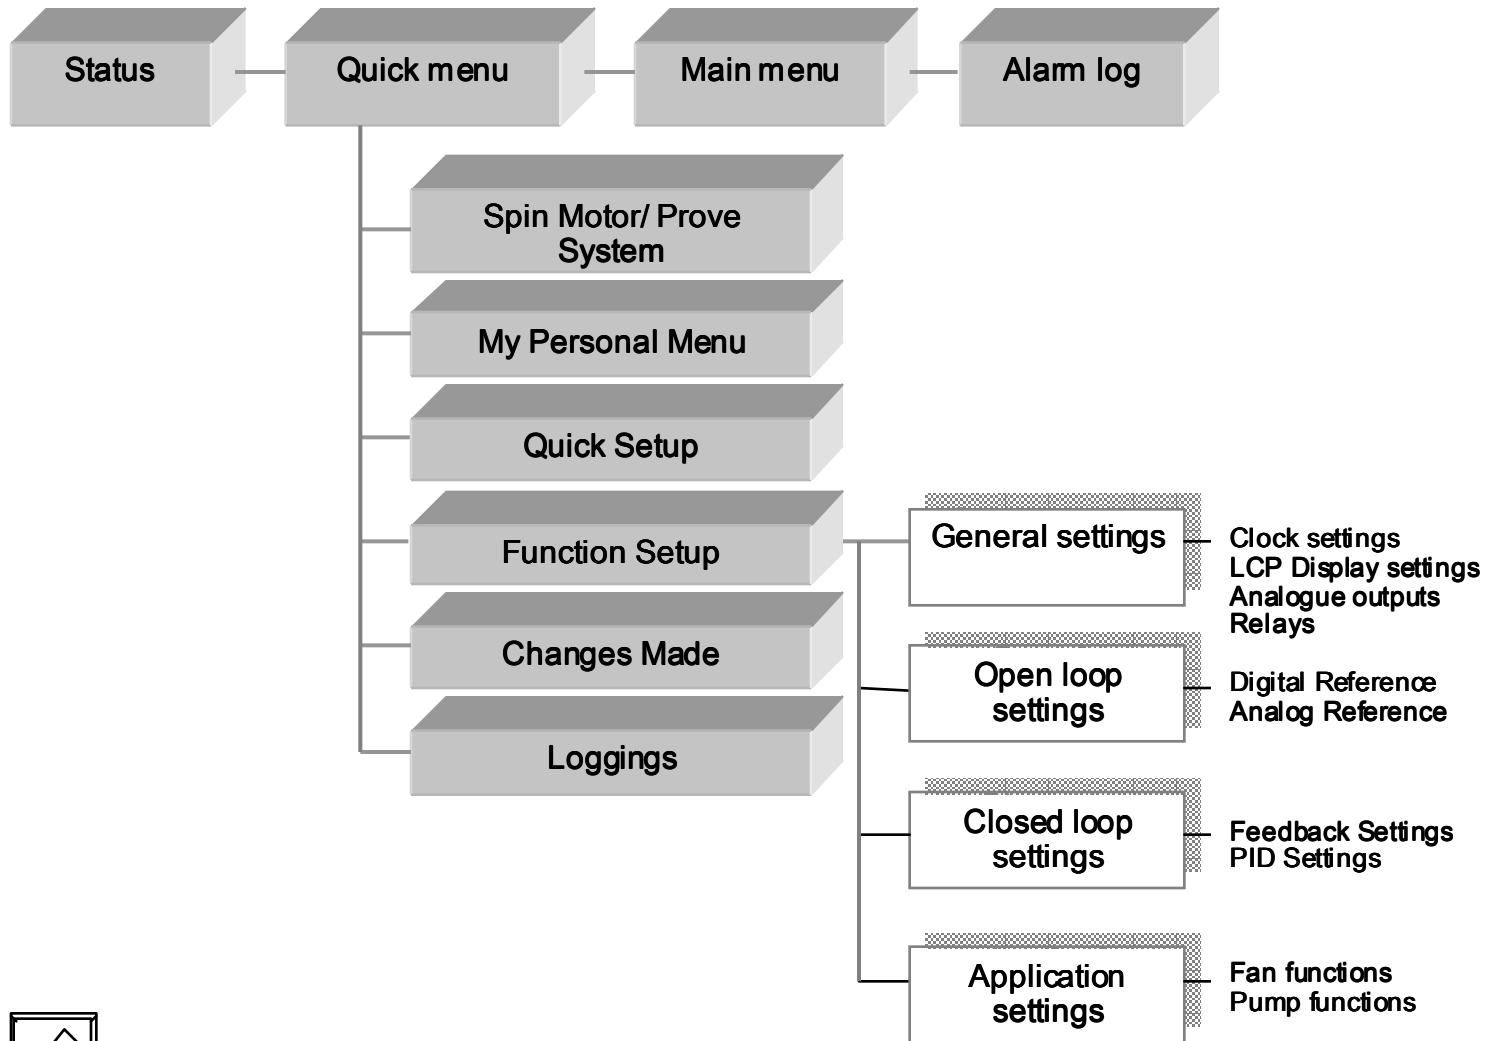 Status
Quick menu
Main menu
Alarm log
Spin Motor/ Prove
System
My Personal Menu
Quick Setup
Function Setup
Changes Made
Loggings
General settings
Clock settings
LCP Display settings
Analogue outputs
Relays
Open loop
settings
Digital Reference
Analog Reference
Closed loop
settings
Feedback Settings
PID Settings
Application
settings
Fan functions
Pump functions